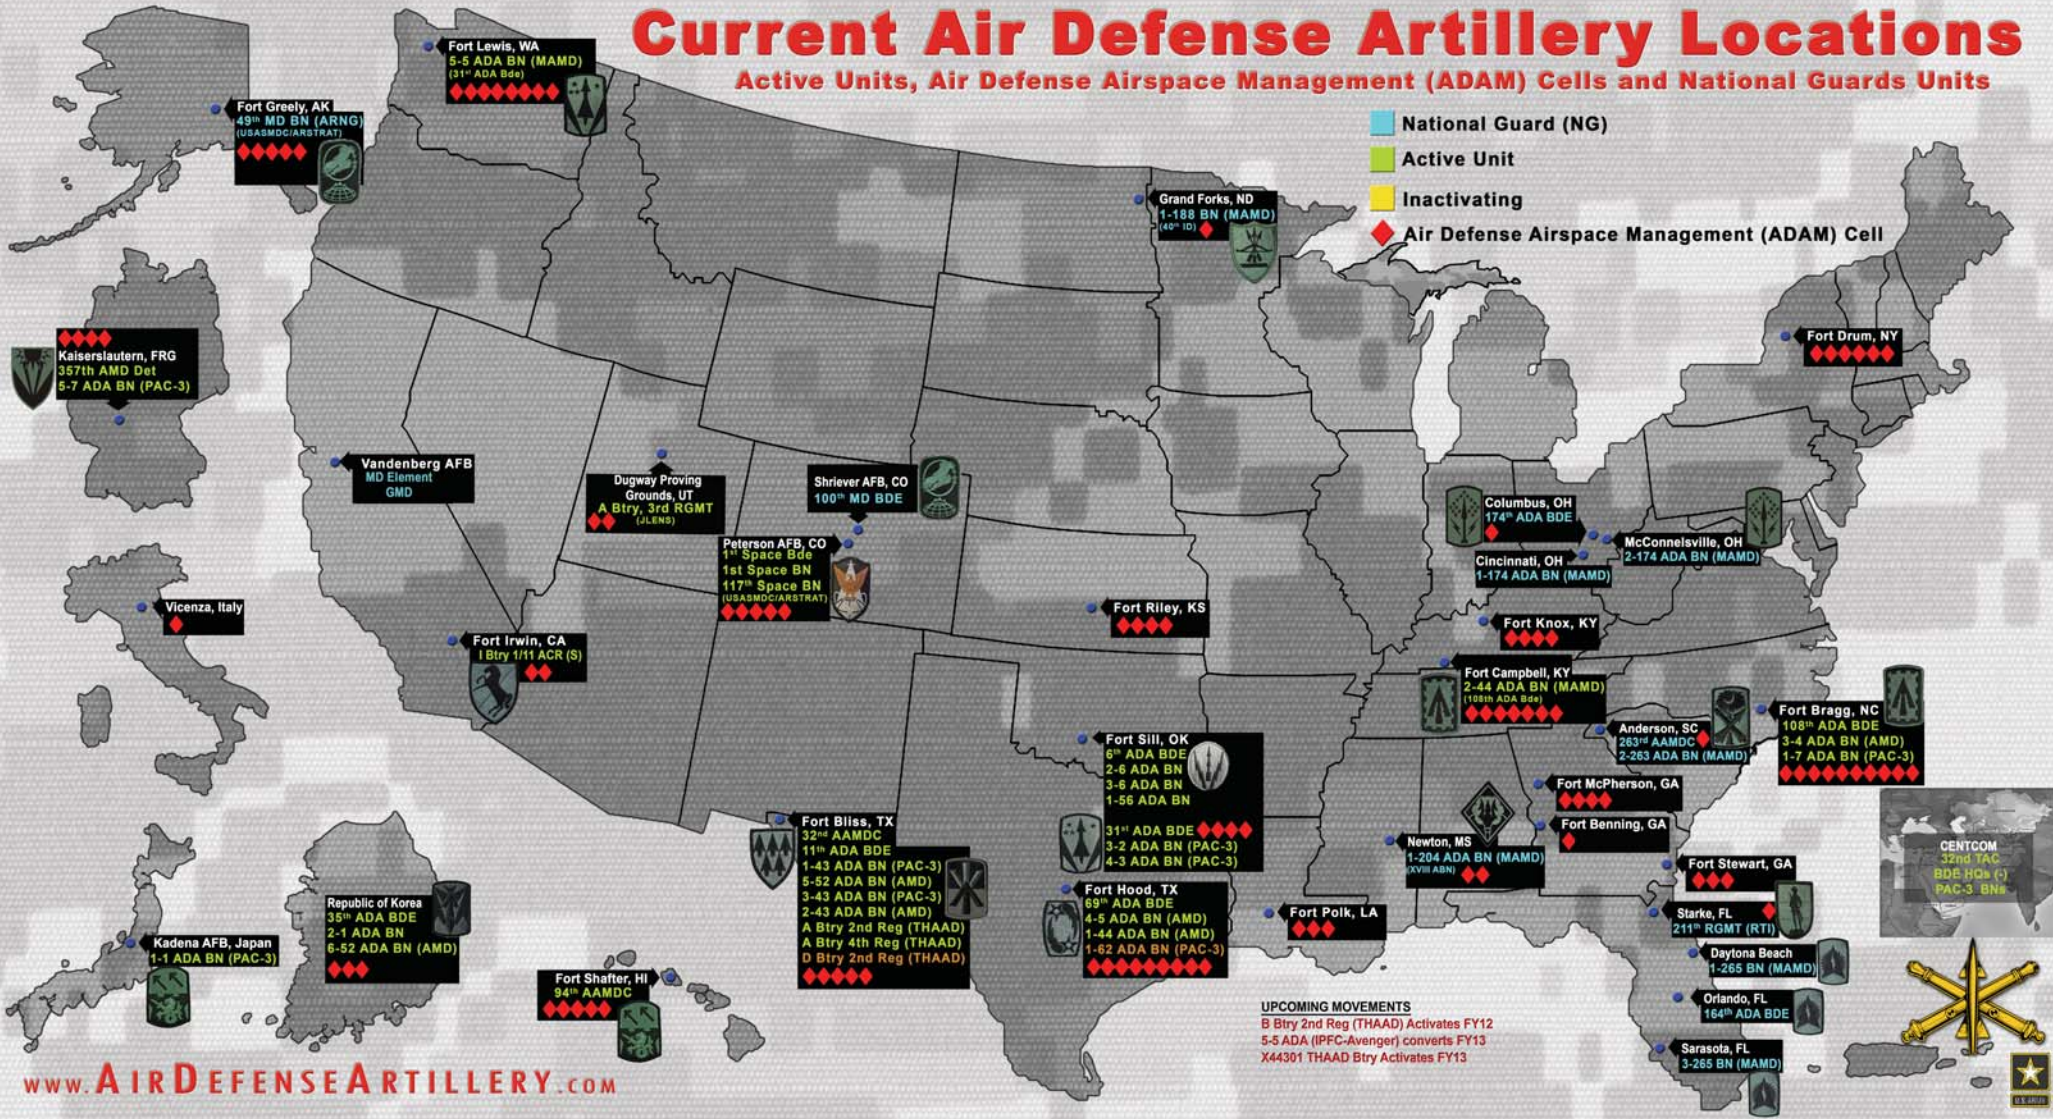 Current Air Defense Artillery Locations
Active Units, Air Defense Airspace Management (ADAM) Cells and National Guards Units
National Guard (NG)
Active Unit
Inactivating
Air Defense Airspace Management (ADAM) Cell
Fort Lewis, WA
5-5 ADA BN (MAMD)
(31st ADA Bde)
Fort Greely, AK
49th MD BN (ARNG)
(USASMDC/ARSTRAT)
Grand Forks, ND
1-188 BN (MAMD)
(40th ID)
Kaiserslautern, FRG
357th AMD Det
5-7 ADA BN (PAC-3)
Fort Drum, NY
Vandenberg AFB
MD Element
GMD
Dugway Proving
Grounds, UT
A Btry, 3rd RGMT
(JLENS)
Shriever AFB, CO
100th MD BDE
Peterson AFB, CO
1st Space Bde
1st Space BN
117th Space BN
(USASMDC/ARSTRAT)
Columbus, OH
174th ADA BDE
McConnelsville, OH
2-174 ADA BN (MAMD)
Cincinnati, OH
1-174 ADA BN (MAMD)
Vicenza, Italy
Fort Irwin, CA
I Btry 1/11 ACR (S)
Fort Riley, KS
Fort Knox, KY
Fort Campbell, KY
2-44 ADA BN (MAMD)
(108th ADA Bde)
Anderson, SC
263rd AAMDC
2-263 ADA BN (MAMD)
Fort Bragg, NC
108th ADA BDE
3-4 ADA BN (AMD)
1-7 ADA BN (PAC-3)
Fort Sill, OK
6th ADA BDE
2-6 ADA BN
3-6 ADA BN
1-56 ADA BN
31st ADA BDE
3-2 ADA BN (PAC-3)
4-3 ADA BN (PAC-3)
Fort McPherson, GA
Fort Benning, GA
Newton, MS
1-204 ADA BN (MAMD)
(XVIII ABN)
Fort Stewart, GA
CENTCOM
32nd TAC
BDE HQs (-)
PAC-3 BNs
Fort Bliss, TX
32nd AAMDC
11th ADA BDE
1-43 ADA BN (PAC-3)
5-52 ADA BN (AMD)
3-43 ADA BN (PAC-3)
2-43 ADA BN (AMD)
A Btry 2nd Reg (THAAD)
A Btry 4th Reg (THAAD)
D Btry 2nd Reg (THAAD)
Fort Hood, TX
69th ADA BDE
4-5 ADA BN (AMD)
1-44 ADA BN (AMD)
1-62 ADA BN (PAC-3)
Fort Polk, LA
Starke, FL
211th RGMT (RTI)
Daytona Beach
1-265 BN (MAMD)
Orlando, FL
164th ADA BDE
Sarasota, FL
3-265 BN (MAMD)
Kadena AFB, Japan
1-1 ADA BN (PAC-3)
Republic of Korea
35th ADA BDE
2-1 ADA BN
6-52 ADA BN (AMD)
Fort Shafter, HI
94th AAMDC
UPCOMING MOVEMENTS
B Btry 2nd Reg (THAAD) Activates FY12
5-5 ADA (IPFC-Avenger) converts FY13
X44301 THAAD Btry Activates FY13
www.AirDefenseArtillery.com
U.S. ARMY